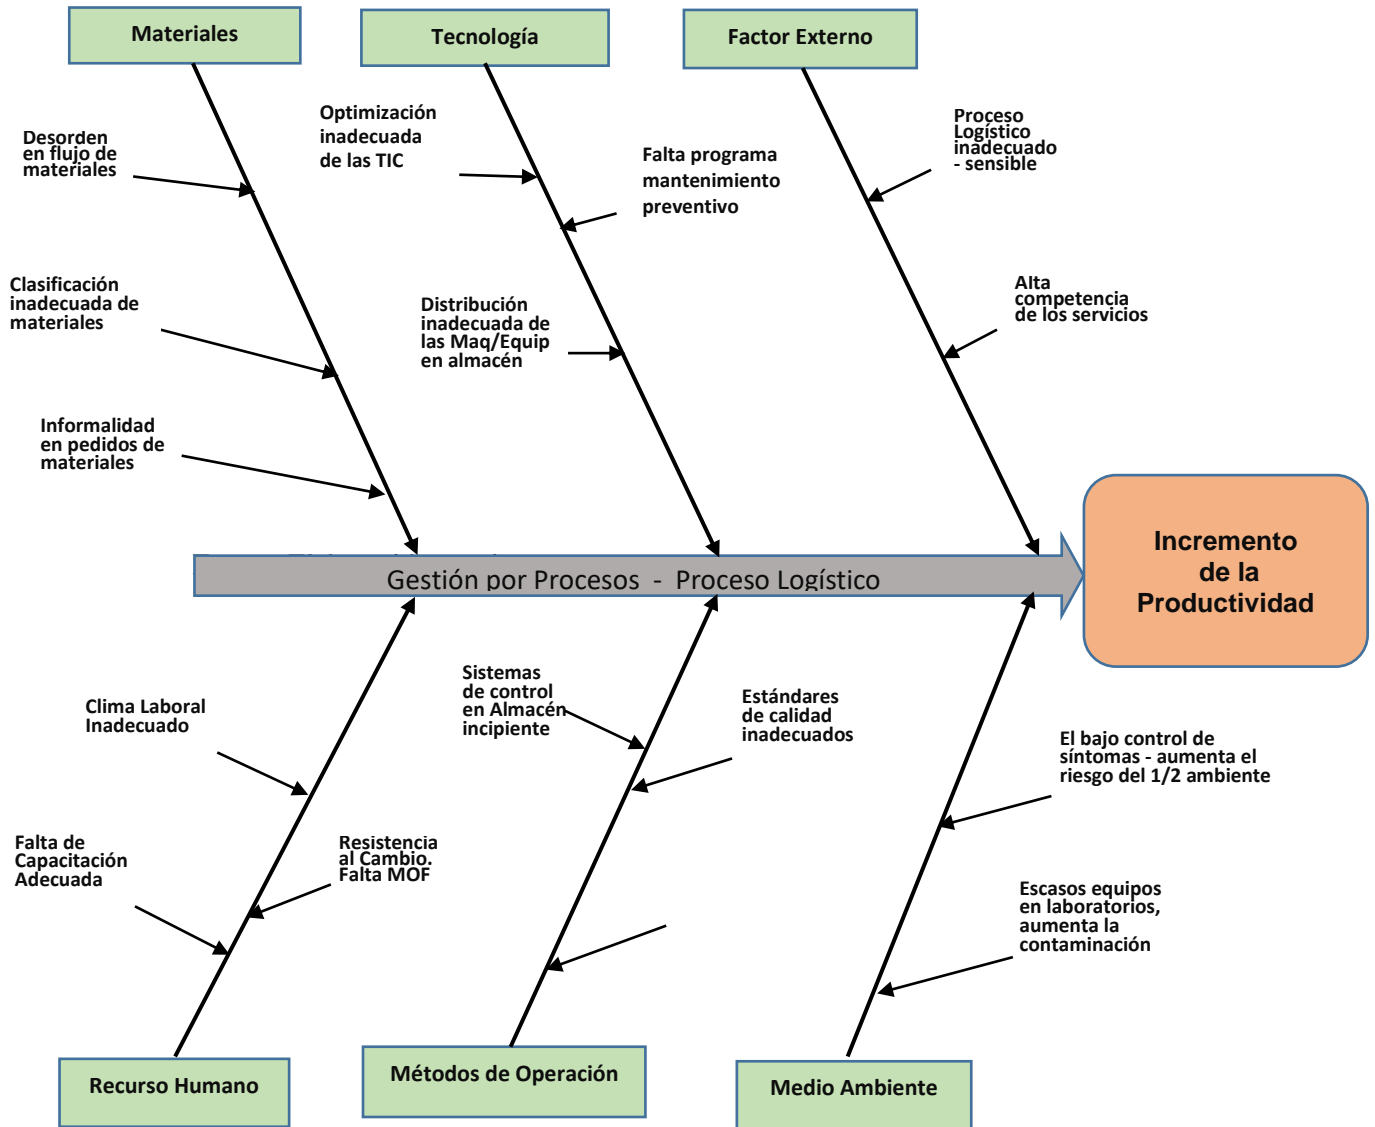 Materiales
Tecnología
Factor Externo
Desorden
en flujo de
materiales
Optimización
inadecuada
de las TIC
Falta programa
mantenimiento
preventivo
Proceso
Logístico
inadecuado
- sensible
Clasificación
inadecuada de
materiales
Distribución
inadecuada de
las Maq/Equip
en almacén
Alta
competencia
de los servicios
Informalidad
en pedidos de
materiales
Gestión por Procesos - Proceso Logístico
Incremento
de la
Productividad
Clima Laboral
Inadecuado
Sistemas
de control
en Almacén
incipiente
Estándares
de calidad
inadecuados
El bajo control de
síntomas - aumenta el
riesgo del 1/2 ambiente
Falta de
Capacitación
Adecuada
Resistencia
al Cambio.
Falta MOF
Escasos equipos
en laboratorios,
aumenta la
contaminación
Recurso Humano
Métodos de Operación
Medio Ambiente